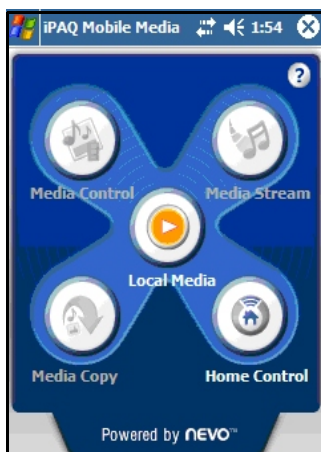 iPAQ Mobile Media 1:54
?
Media Control Media Stream
Local Media
Media Copy Home Control
Powered by nevo™